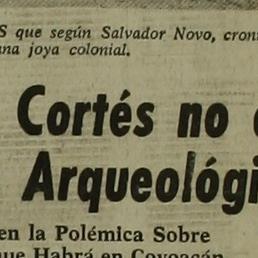 S que según Salvador Novo, croni
una joya colonial.
Cortés no
Arqueológi
en la Polémica Sobre
que Habrá en Coyoacán